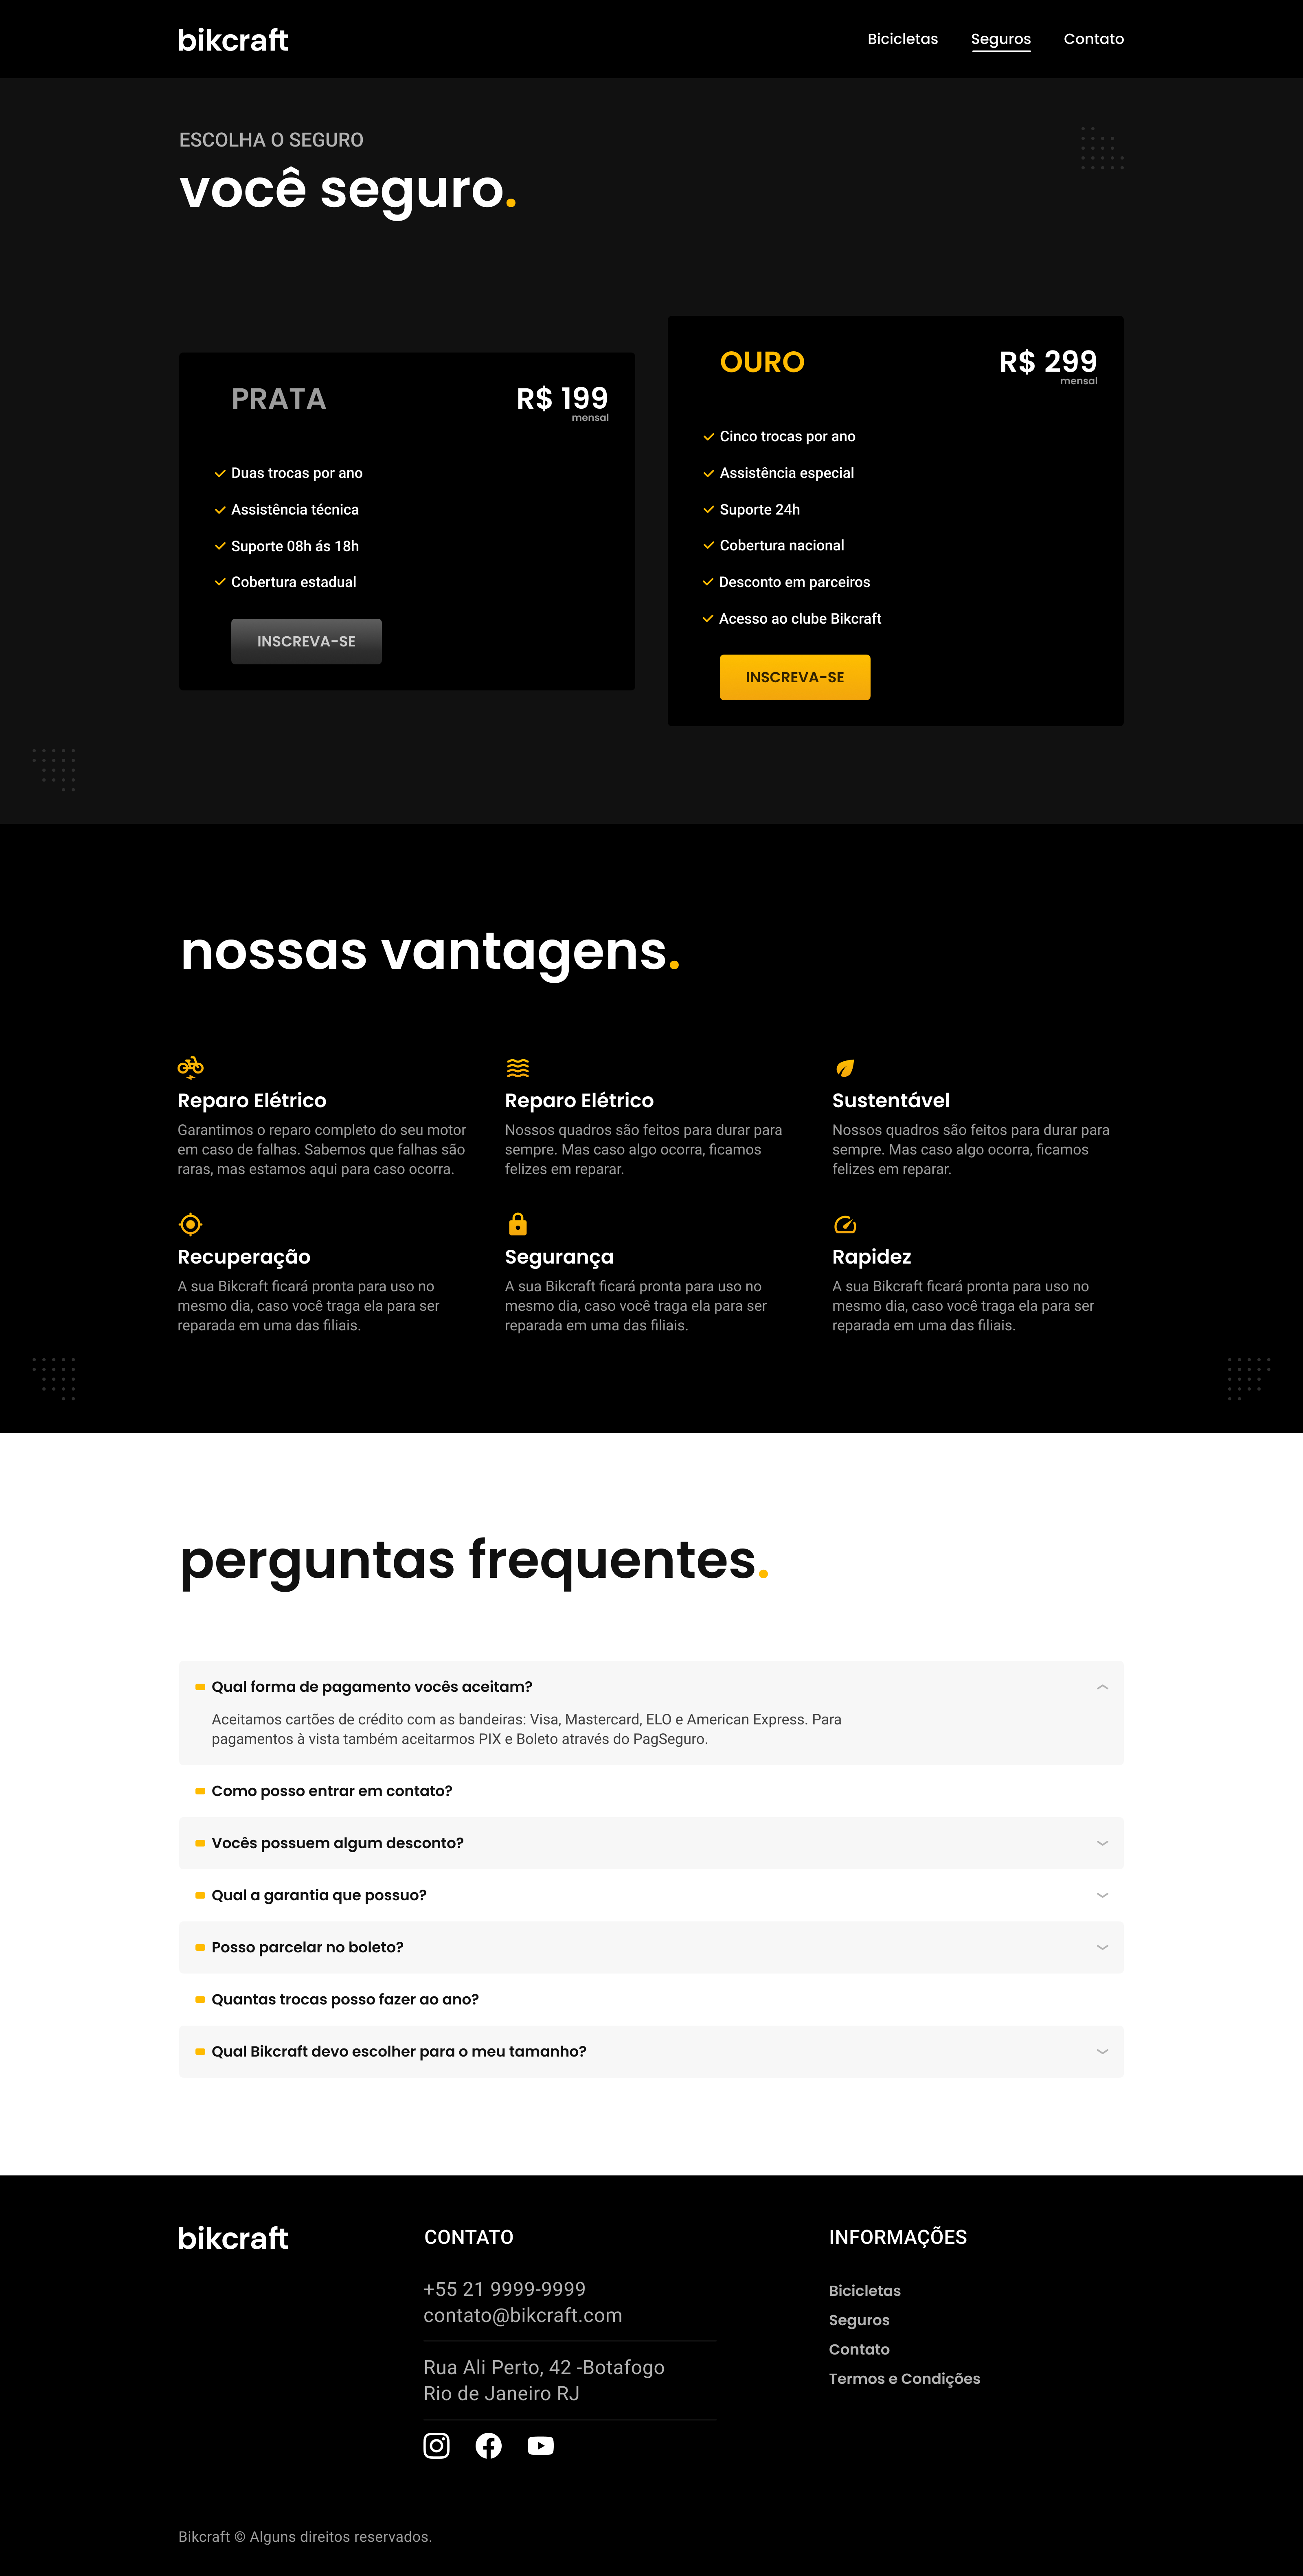 bikcraft
Bicicletas
Seguros
Contato
ESCOLHA O SEGURO
você seguro.
PRATA
R$ 199
mensal
Duas trocas por ano
Assistência técnica
Suporte 08h ás 18h
Cobertura estadual
INSCREVA-SE
OURO
R$ 299
mensal
Cinco trocas por ano
Assistência especial
Suporte 24h
Cobertura nacional
Desconto em parceiros
Acesso ao clube Bikcraft
INSCREVA-SE
nossas vantagens.
Reparo Elétrico
Garantimos o reparo completo do seu motor
em caso de falhas. Sabemos que falhas são
raras, mas estamos aqui para caso ocorra.
Reparo Elétrico
Nossos quadros são feitos para durar para
sempre. Mas caso algo ocorra, ficamos
felizes em reparar.
Sustentável
Nossos quadros são feitos para durar para
sempre. Mas caso algo ocorra, ficamos
felizes em reparar.
Recuperação
A sua Bikcraft ficará pronta para uso no
mesmo dia, caso você traga ela para ser
reparada em uma das filiais.
Segurança
A sua Bikcraft ficará pronta para uso no
mesmo dia, caso você traga ela para ser
reparada em uma das filiais.
Rapidez
A sua Bikcraft ficará pronta para uso no
mesmo dia, caso você traga ela para ser
reparada em uma das filiais.
perguntas frequentes.
Qual forma de pagamento vocês aceitam?
Aceitamos cartões de crédito com as bandeiras: Visa, Mastercard, ELO e American Express. Para
pagamentos à vista também aceitarmos PIX e Boleto através do PagSeguro.
Como posso entrar em contato?
Vocês possuem algum desconto?
Qual a garantia que possuo?
Posso parcelar no boleto?
Quantas trocas posso fazer ao ano?
Qual Bikcraft devo escolher para o meu tamanho?
bikcraft
CONTATO
+55 21 9999-9999
contato@bikcraft.com
Rua Ali Perto, 42 -Botafogo
Rio de Janeiro RJ
INFORMAÇÕES
Bicicletas
Seguros
Contato
Termos e Condições
Bikcraft © Alguns direitos reservados.